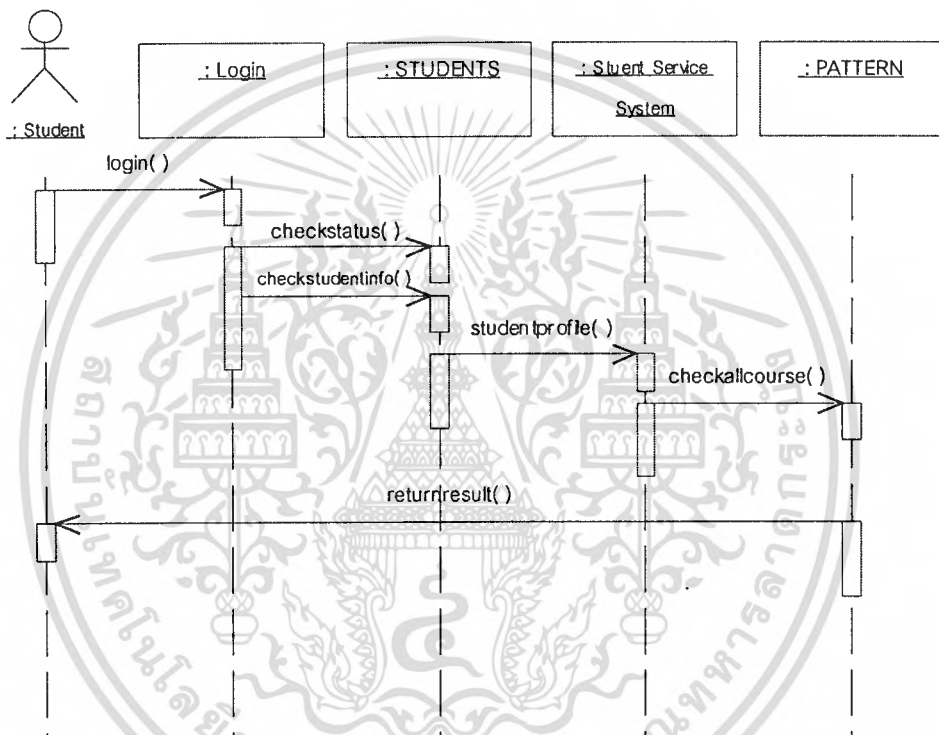 : Student
: Login
: STUDENTS
: Stuent Service
System
: PATTERN
login( )
checkstatus( )
checkstudentinfo( )
studentprofile( )
checkallcourse( )
returnresult( )